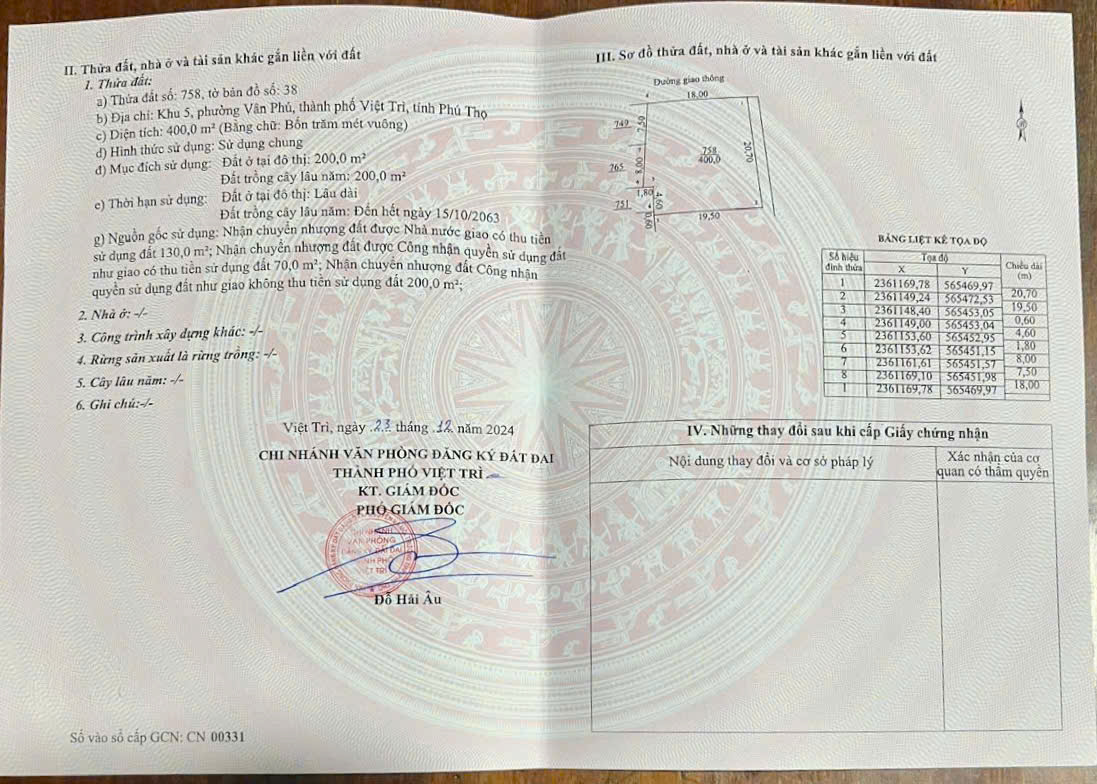 II. Thửa đất, nhà ở và tài sản khác gắn liền với đất
1. Thửa đất:
a) Thửa đất số: 758, tờ bản đồ số: 38
b) Địa chỉ: Khu 5, phường Vân Phú, thành phố Việt Trì, tỉnh Phú Thọ
c) Diện tích: 400,0 m² (Bằng chữ: Bốn trăm mét vuông)
d) Hình thức sử dụng: Sử dụng chung
đ) Mục đích sử dụng: Đất ở tại đô thị: 200,0 m²
Đất trồng cây lâu năm: 200,0 m²
e) Thời hạn sử dụng: Đất ở tại đô thị: Lâu dài
Đất trồng cây lâu năm: Đến hết ngày 15/10/2063
g) Nguồn gốc sử dụng: Nhận chuyển nhượng đất được Nhà nước giao có thu tiền
sử dụng đất 130,0 m²; Nhận chuyển nhượng đất được Công nhận quyền sử dụng đất
như giao có thu tiền sử dụng đất 70,0 m²; Nhận chuyển nhượng đất Công nhận
quyền sử dụng đất như giao không thu tiền sử dụng đất 200,0 m²;
2. Nhà ở: -/-
3. Công trình xây dựng khác: -/-
4. Rừng sản xuất là rừng trồng: -/-
5. Cây lâu năm: -/-
6. Ghi chú:-/-
Việt Trì, ngày 23 tháng 12 năm 2024
CHI NHÁNH VĂN PHÒNG ĐĂNG KÝ ĐẤT ĐAI
THÀNH PHỐ VIỆT TRÌ
KT. GIÁM ĐỐC
PHÓ GIÁM ĐỐC
VĂN PHÒNG
Đỗ Hải Âu
Số vào sổ cấp GCN: CN 00331
III. Sơ đồ thửa đất, nhà ở và tài sản khác gắn liền với đất
Đường giao thông
18,00
749
7,50
758
400,0
20,70
765
8,00
1,80
751
4,60
0,60
19,50
BẢNG LIỆT KÊ TỌA ĐỘ
Số hiệu đỉnh thửa Tọa độ Chiều dài (m)
X Y
1 2361169,78 565469,97
20,70
2 2361149,24 565472,53
19,50
3 2361148,40 565453,05
0,60
4 2361149,00 565453,04
4,60
5 2361153,60 565452,95
1,80
6 2361153,62 565451,15
8,00
7 2361161,61 565451,57
7,50
8 2361169,10 565451,98
18,00
1 2361169,78 565469,97
IV. Những thay đổi sau khi cấp Giấy chứng nhận
Nội dung thay đổi và cơ sở pháp lý
Xác nhận của cơ
quan có thẩm quyền